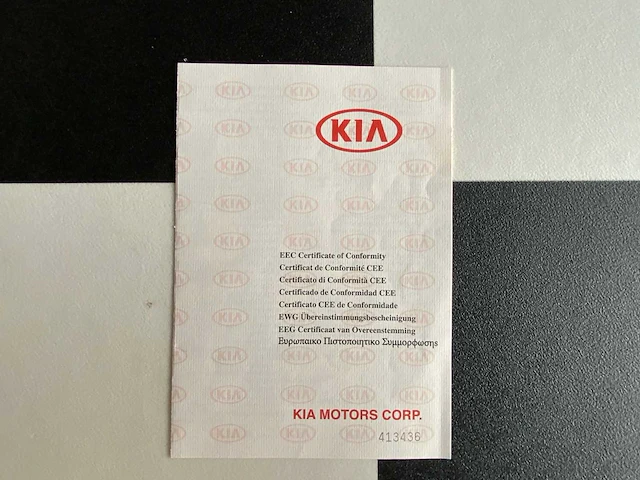 KIA
EEC Certificate of Conformity
Certificat de Conformité CEE
Certificato di Conformità CEE
Certificado de Conformidad CEE
Certificato CEE de Conformidade
EWG Übereinstimmungsbescheinigung
EEG Certificaat van Overeenstemming
Ευρωπαικο Πιστοποιητικο Συμμορφωσης
KIA MOTORS CORP.
413436